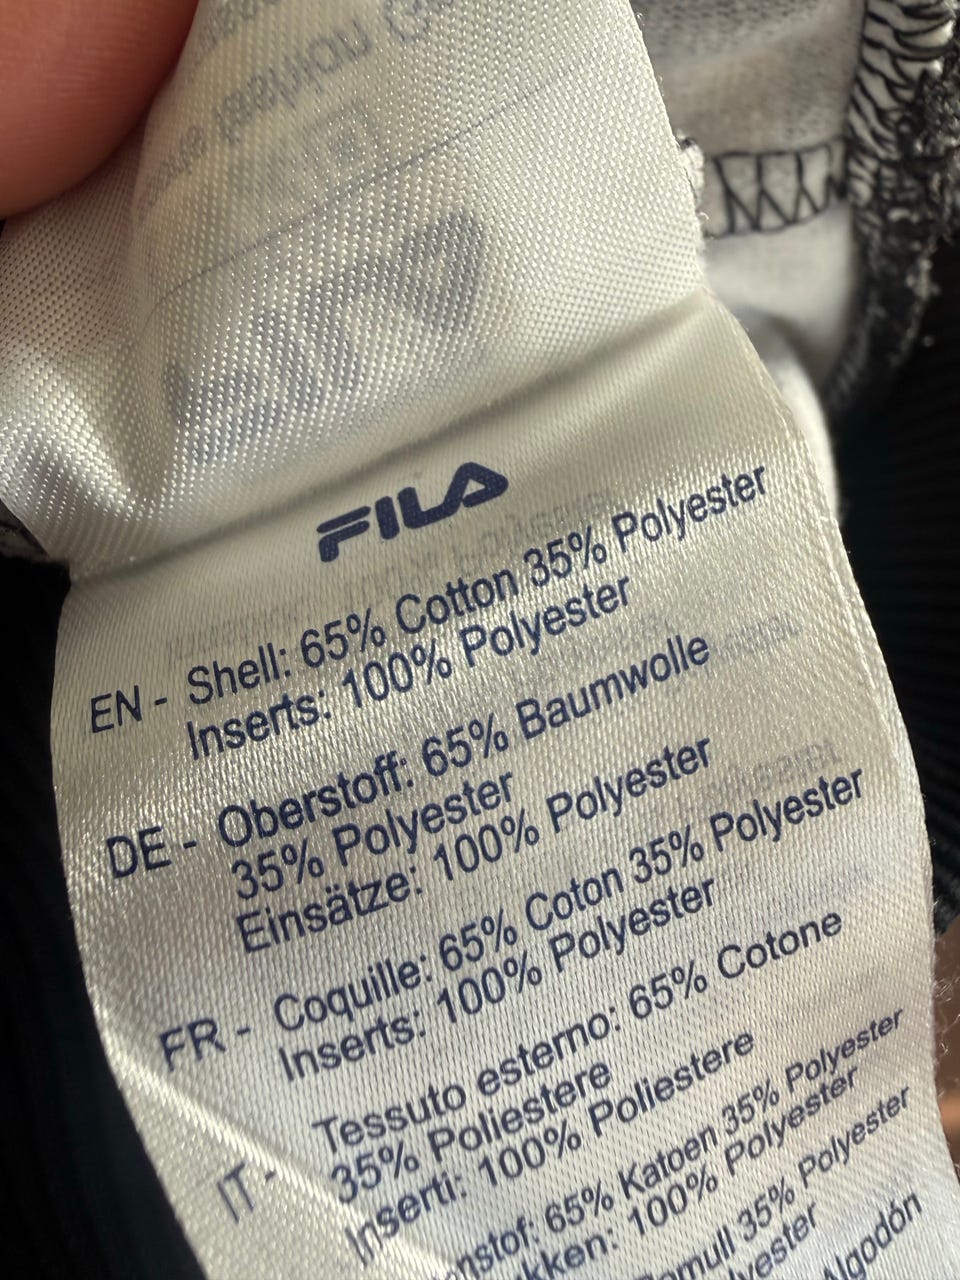 FILA
EN - Shell: 65% Cotton 35% Polyester
Inserts: 100% Polyester
DE - Oberstoff: 65% Baumwolle
35% Polyester
Einsätze: 100% Polyester
FR - Coquille: 65% Coton 35% Polyester
Inserts: 100% Polyester
IT - Tessuto esterno: 65% Cotone
35% Poliestere
Inserti: 100% Poliestere
65% Katoen 35% Polyester
100% Polyester
35% Polyester
Algodón